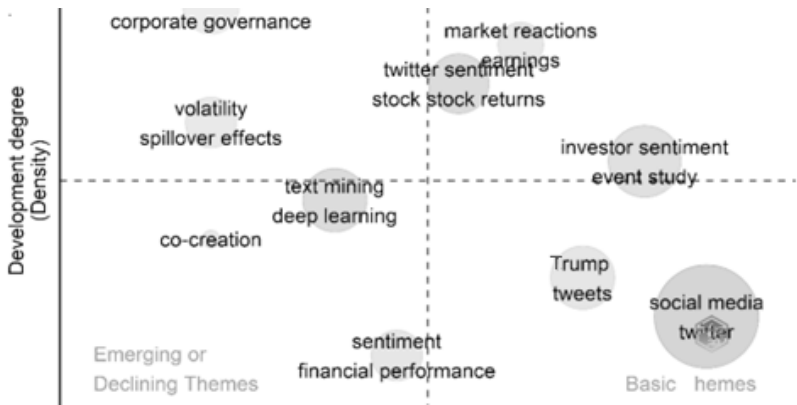 corporate governance
market reactions
earnings
twitter sentiment
stock stock returns
volatility
spillover effects
investor sentiment
event study
text mining
deep learning
co-creation
Trump
tweets
social media
twitter
sentiment
financial performance
Emerging or
Declining Themes
Basic hemes
Development degree
(Density)